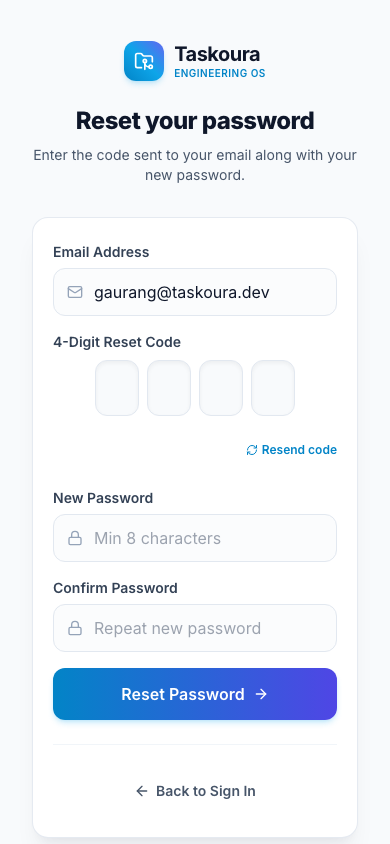 Taskoura
ENGINEERING OS
Reset your password
Enter the code sent to your email along with your
new password.
Email Address
gaurang@taskoura.dev
4-Digit Reset Code
Resend code
New Password
Min 8 characters
Confirm Password
Repeat new password
Reset Password
Back to Sign In